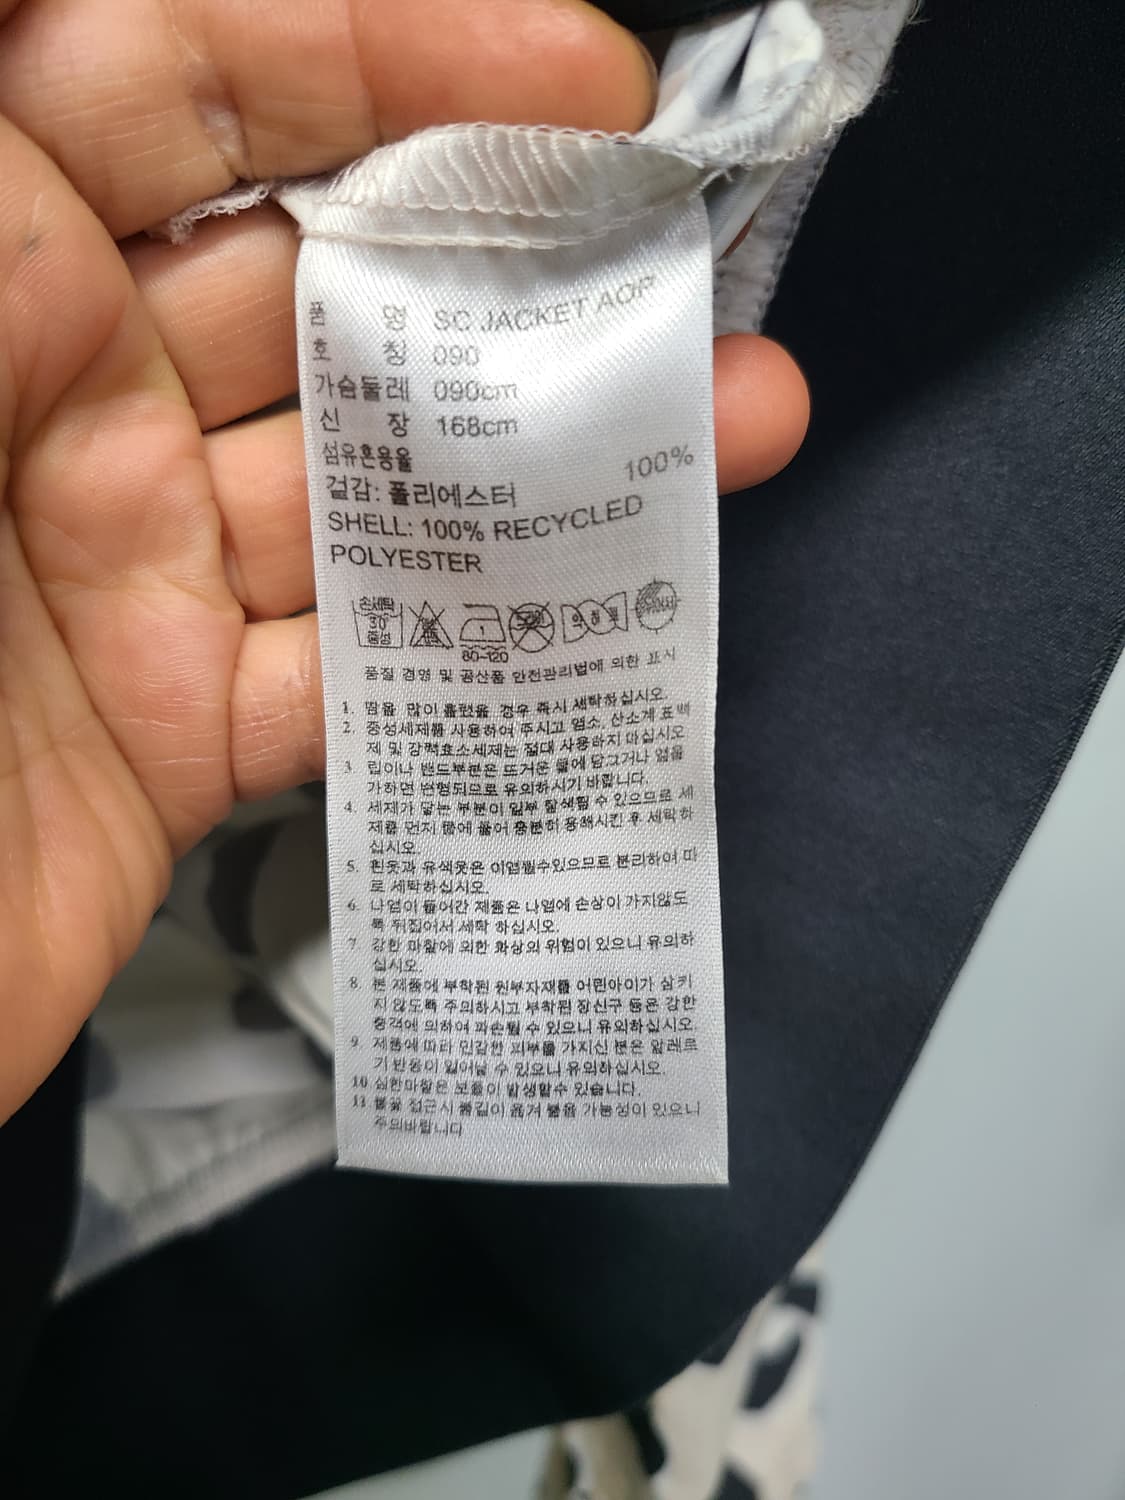 품 명 SC JACKET AOP
호 칭 090
가슴둘레 090cm
신 장 168cm
섬유혼용율
겉감: 폴리에스터 100%
SHELL: 100% RECYCLED
POLYESTER
손세탁
30
중성
1
80-120
약하게
품질 경영 및 공산품 안전관리법에 의한 표시
1. 땀을 많이 흘렸을 경우 즉시 세탁하십시오.
2. 중성세제를 사용하여 주시고 염소, 산소계 표백
제 및 강력효소세제는 절대 사용하지 마십시오
3. 립이나 밴드부분은 뜨거운 물에 담그거나 열을
가하면 변형되므로 유의하시기 바랍니다.
4. 세제가 닿는 부분이 일부 탈색될 수 있으므로 세
제를 먼저 물에 풀어 충분히 용해시킨 후 세탁하
십시오.
5. 흰옷과 유색옷은 이염될수있으므로 분리하여 따
로 세탁하십시오.
6. 나염이 들어간 제품은 나염에 손상이 가지않도
록 뒤집어서 세탁 하십시오.
7. 강한 마찰에 의한 화상의 위험이 있으니 유의하
십시오.
8. 본 제품에 부착된 원부자재를 어린아이가 삼키
지 않도록 주의하시고 부착된 장신구 등은 강한
충격에 의하여 파손될 수 있으니 유의하십시오.
9. 제품에 따라 민감한 피부를 가지신 분은 알레르
기 반응이 일어날 수 있으니 유의하십시오.
10 심한마찰은 보풀이 발생할수 있습니다.
11 불꽃 접근시 불길이 옮겨 붙을 가능성이 있으니
주의바랍니다